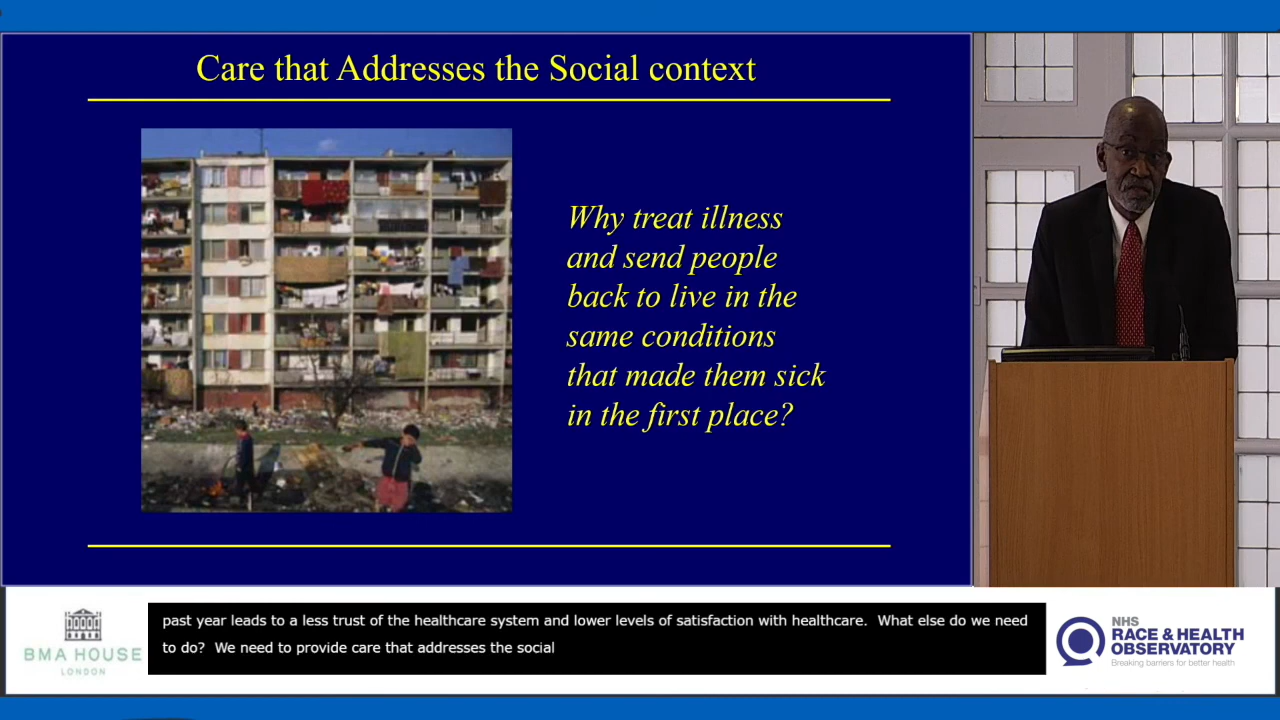 Care that Addresses the Social context
Why treat illness
and send people
back to live in the
same conditions
that made them sick
in the first place?
BMA HOUSE
LONDON
past year leads to a less trust of the healthcare system and lower levels of satisfaction with healthcare.  What else do we need
to do?  We need to provide care that addresses the social
NHS
RACE & HEALTH
OBSERVATORY
Breaking barriers for better health